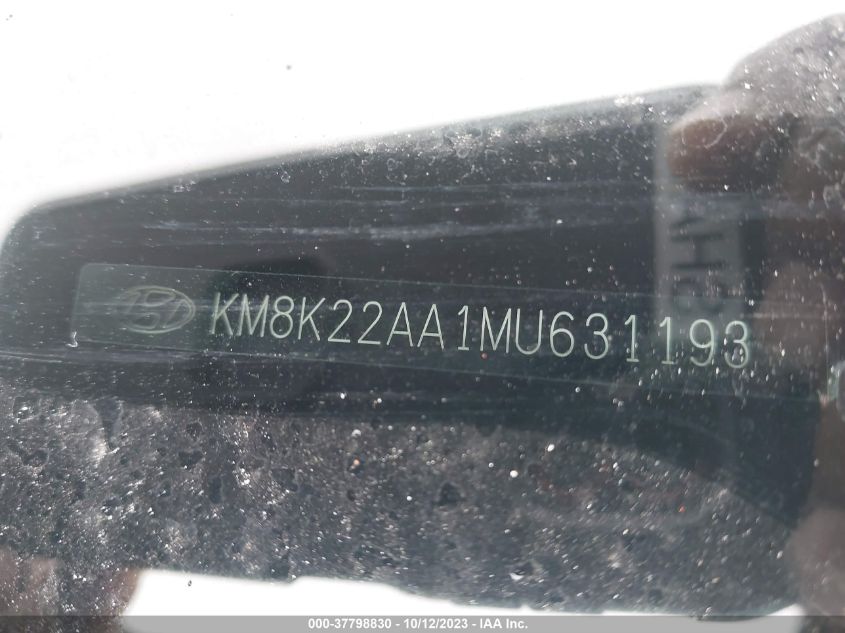 KM8K22AA1MU631193
000-37798830 - 10/12/2023 - IAA Inc.